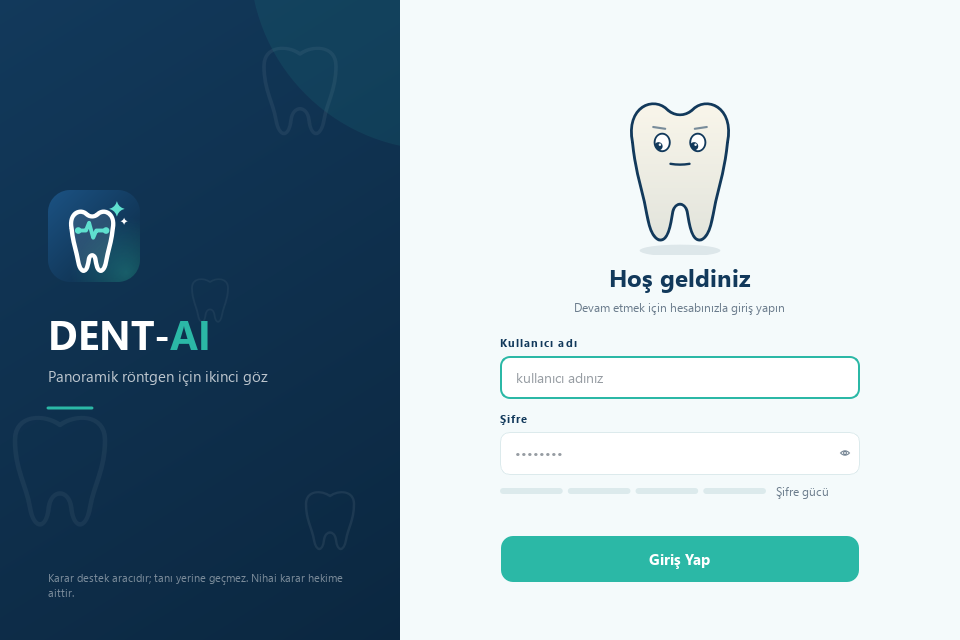 DENT-AI
Panoramik röntgen için ikinci göz
Karar destek aracıdır; tanı yerine geçmez. Nihai karar hekime
aittir.
Hoş geldiniz
Devam etmek için hesabınızla giriş yapın
Kullanıcı adı
kullanıcı adınız
Şifre
••••••••
Şifre gücü
Giriş Yap